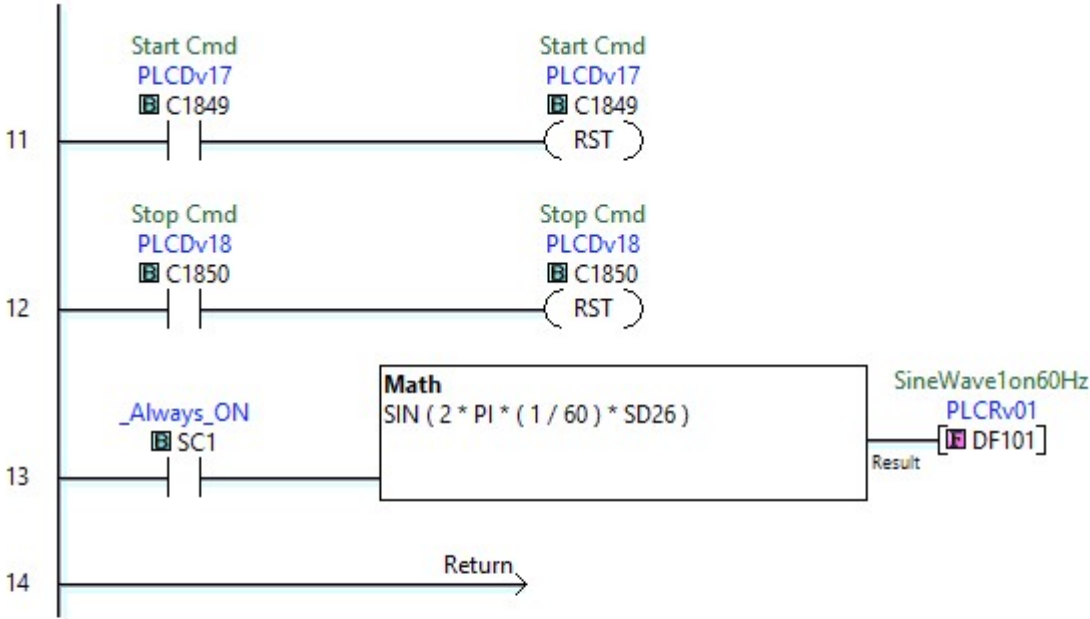 Start Cmd Start Cmd
PLCDv17 PLCDv17
B C1849 B C1849
11 RST
Stop Cmd Stop Cmd
PLCDv18 PLCDv18
B C1850 B C1850
12 RST
Math
SIN ( 2 * PI * ( 1 / 60 ) * SD26 )
SineWave1on60Hz
_Always_ON PLCRv01
B SC1 F DF101
Result
13
Return
14